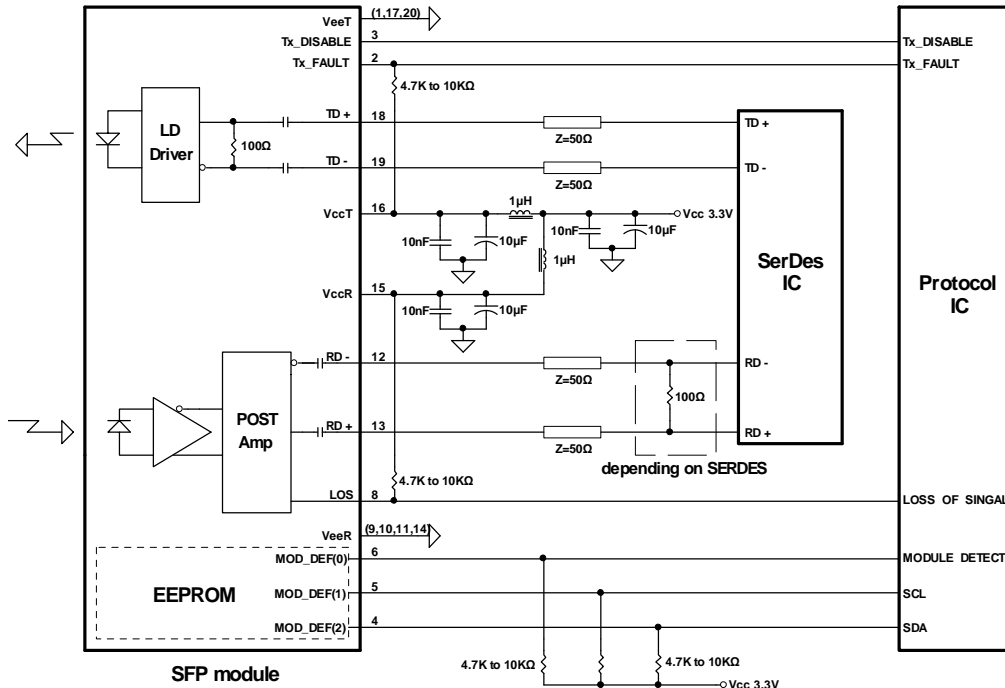 VeeT (1,17,20)
Tx_DISABLE 3 Tx_DISABLE
Tx_FAULT 2 Tx_FAULT
4.7K to 10KΩ
LD
Driver
100Ω
TD + 18 Z=50Ω TD +
TD - 19 Z=50Ω TD -
1µH
VccT 16 Vcc 3.3V
10nF 10µF 10nF 10µF
1µH
SerDes
IC
Protocol
IC
VccR 15
10nF 10µF
RD - 12 Z=50Ω RD -
POST
Amp
100Ω
RD + 13 Z=50Ω RD +
depending on SERDES
4.7K to 10KΩ
LOS 8 LOSS OF SINGAL
VeeR (9,10,11,14)
MOD_DEF(0) 6 MODULE DETECT
EEPROM
MOD_DEF(1) 5 SCL
MOD_DEF(2) 4 SDA
4.7K to 10KΩ 4.7K to 10KΩ
Vcc 3.3V
SFP module